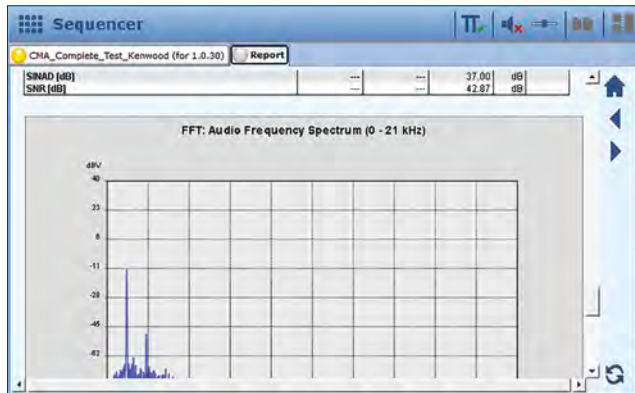 Sequencer
CMA_Complete_Test_Kenwood (for 1.0.30) Report
SINAD [dB] --- --- 37.00 dB
SNR [dB] --- --- 42.87 dB
FFT: Audio Frequency Spectrum (0 - 21 kHz)
dBV
40
23
6
-11
-28
-45
-62